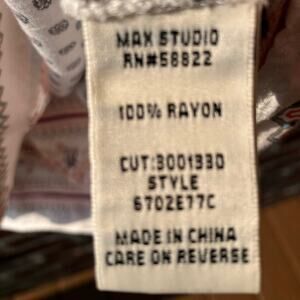 MAX STUDIO
RN#58822
100% RAYON
CUT:3001330
STYLE
6702E77C
MADE IN CHINA
CARE ON REVERSE